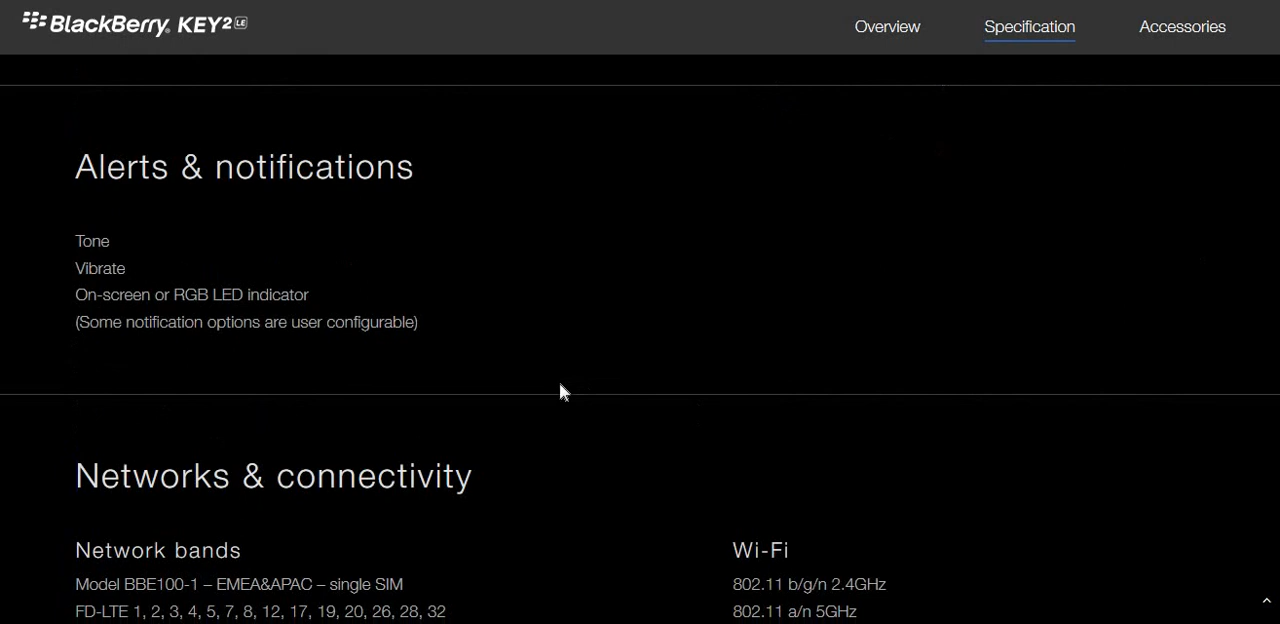 BlackBerry® KEY2 LE
Overview
Specification
Accessories
Alerts & notifications
Tone
Vibrate
On-screen or RGB LED indicator
(Some notification options are user configurable)
Networks & connectivity
Network bands
Model BBE100-1 – EMEA&APAC – single SIM
FD-LTE 1, 2, 3, 4, 5, 7, 8, 12, 17, 19, 20, 26, 28, 32
Wi-Fi
802.11 b/g/n 2.4GHz
802.11 a/n 5GHz